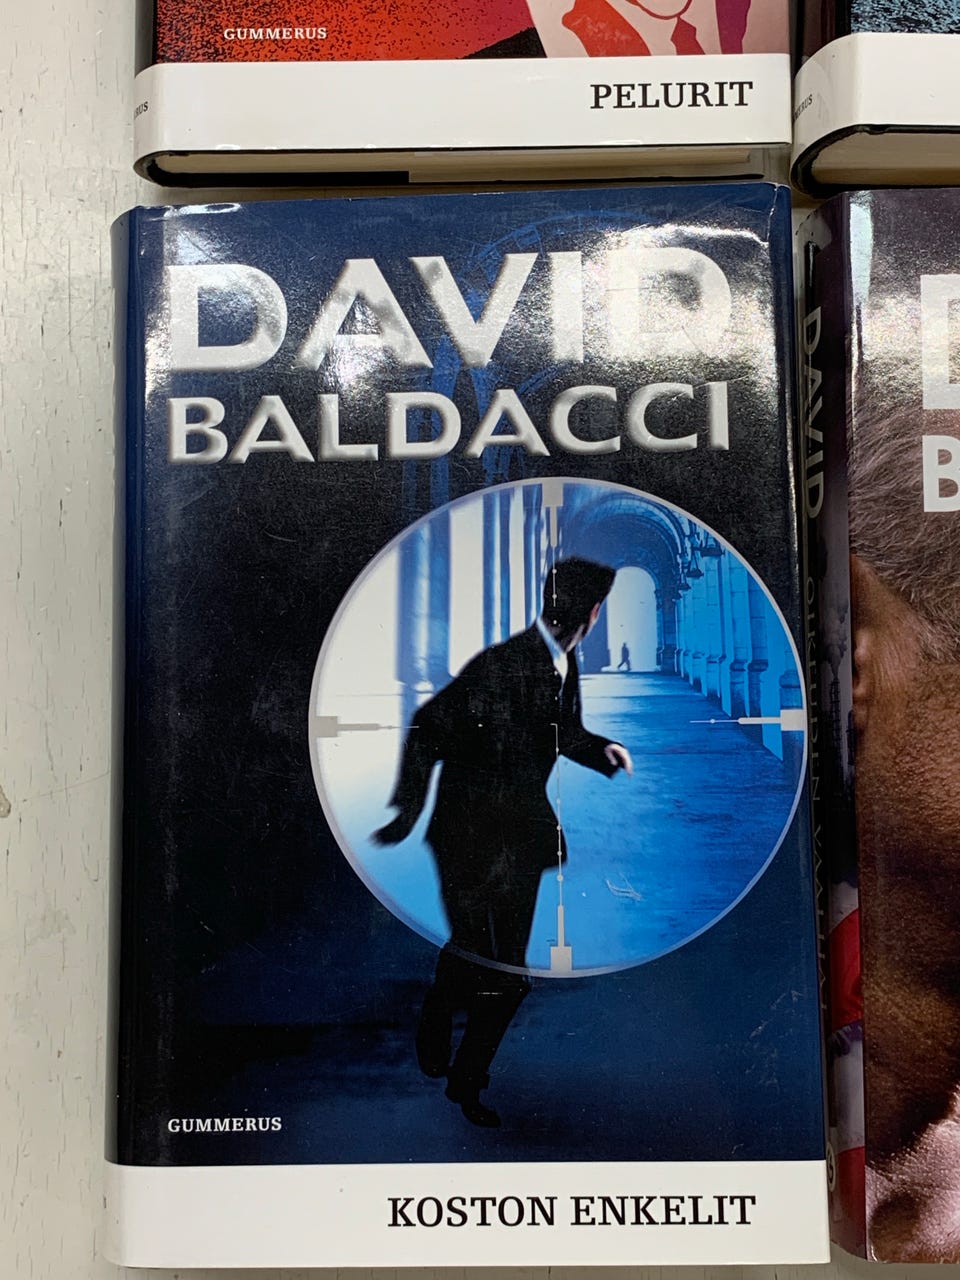 GUMMERUS
PELURIT
DAVID
BALDACCI
GUMMERUS
KOSTON ENKELIT
DAVID
D
B